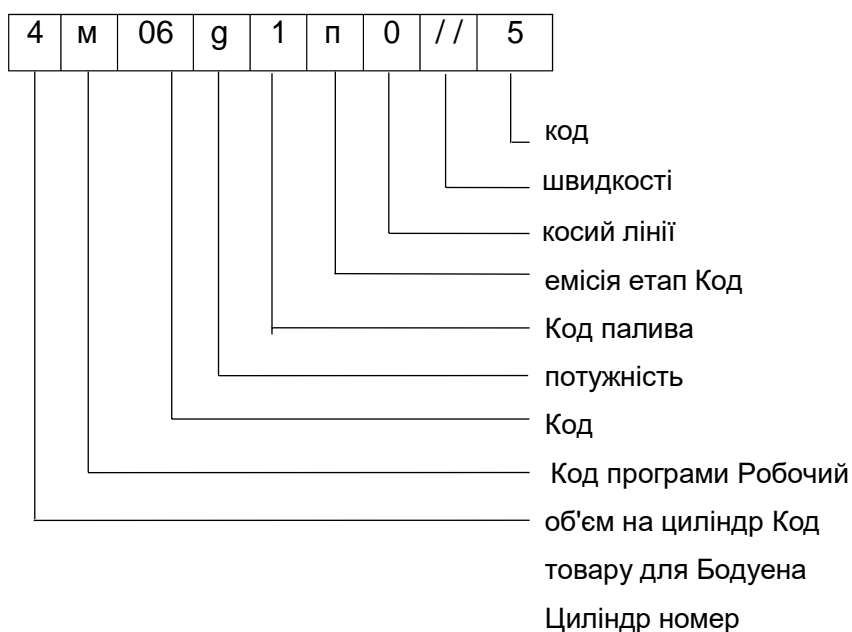 4 м 06 g 1 п 0 // 5
код
швидкості
косий лінії
емісія етап Код
Код палива
потужність
Код
Код програми Робочий
об'єм на циліндр Код
товару для Бодуена
Циліндр номер